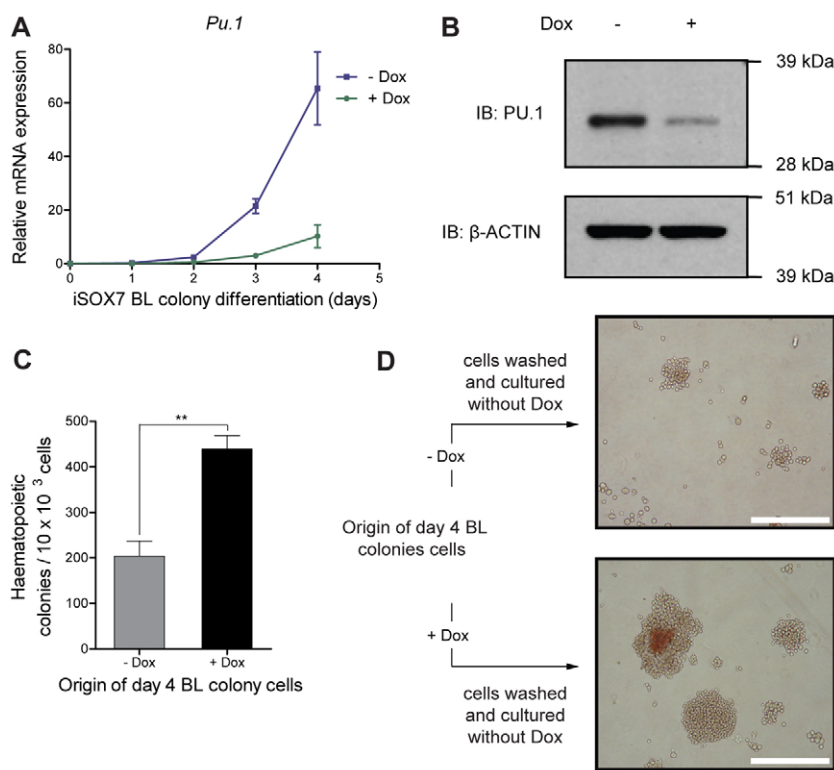 A
Pu.1
Relative mRNA expression
80
60
40
20
0
0 1 2 3 4 5
iSOX7 BL colony differentiation (days)
- Dox
+ Dox
B
Dox - +
IB: PU.1
39 kDa
28 kDa
IB: β-ACTIN
51 kDa
39 kDa
C
Haematopoietic
colonies / 10 x 10 3 cells
500
400
300
200
100
0
**
- Dox + Dox
Origin of day 4 BL colony cells
D
cells washed
and cultured
without Dox
- Dox
Origin of day 4 BL
colonies cells
+ Dox
cells washed
and cultured
without Dox